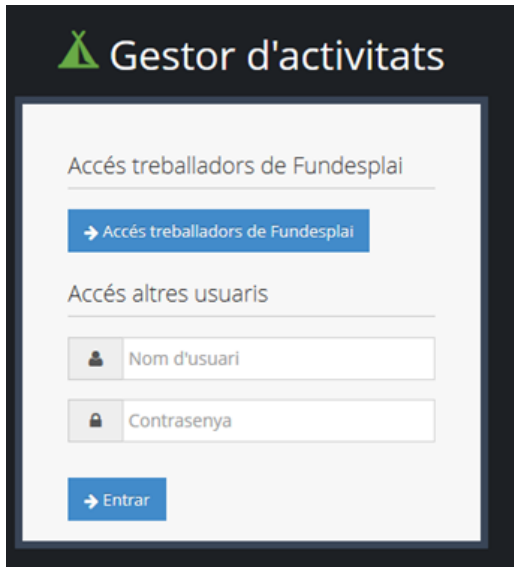 Gestor d'activitats
Accés treballadors de Fundesplai
Accés treballadors de Fundesplai
Accés altres usuaris
Nom d'usuari
Contrasenya
Entrar